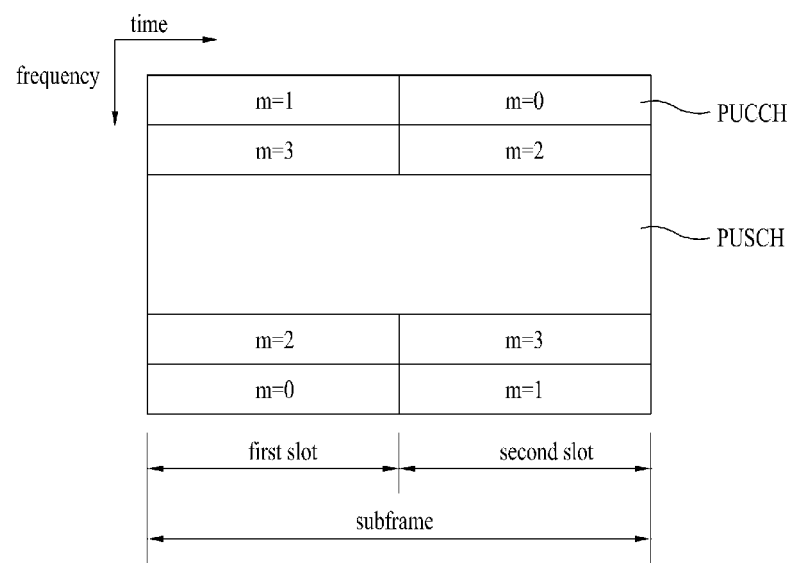 time
frequency
m=1
m=0
PUCCH
m=3
m=2
PUSCH
m=2
m=3
m=0
m=1
first slot
second slot
subframe